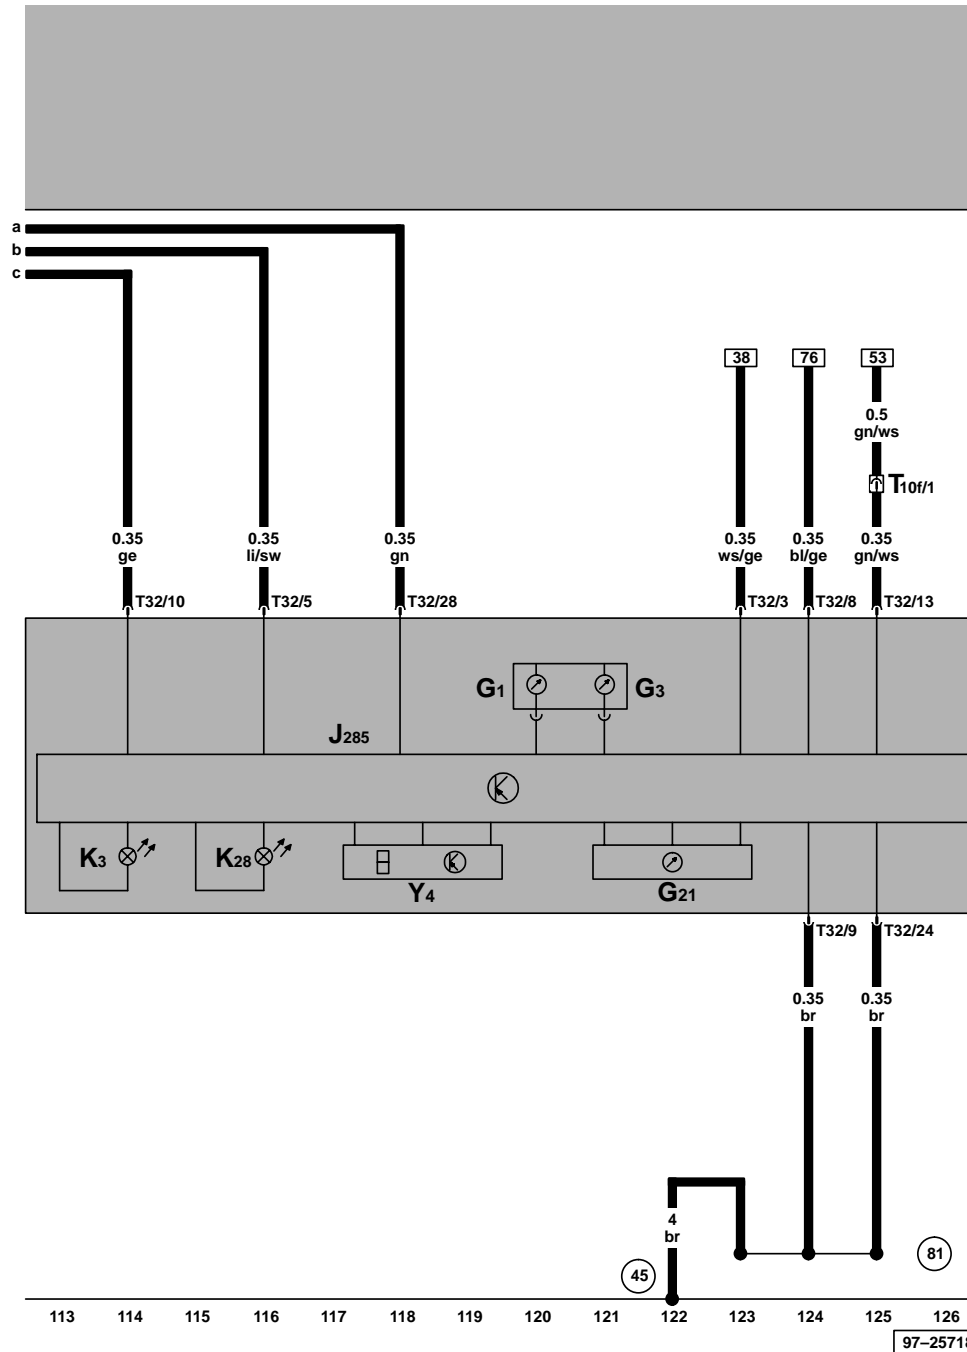 a
b
c
38 76 53
0.5
gn/ws
T10f/1
0.35 0.35 0.35 0.35 0.35 0.35
ge li/sw gn ws/ge bl/ge gn/ws
T32/10 T32/5 T32/28 T32/3 T32/8 T32/13
G1 G3
J285
K3 K28
Y4 G21
T32/9 T32/24
0.35 0.35
br br
4
br
81
45
113 114 115 116 117 118 119 120 121 122 123 124 125 126
97–25718